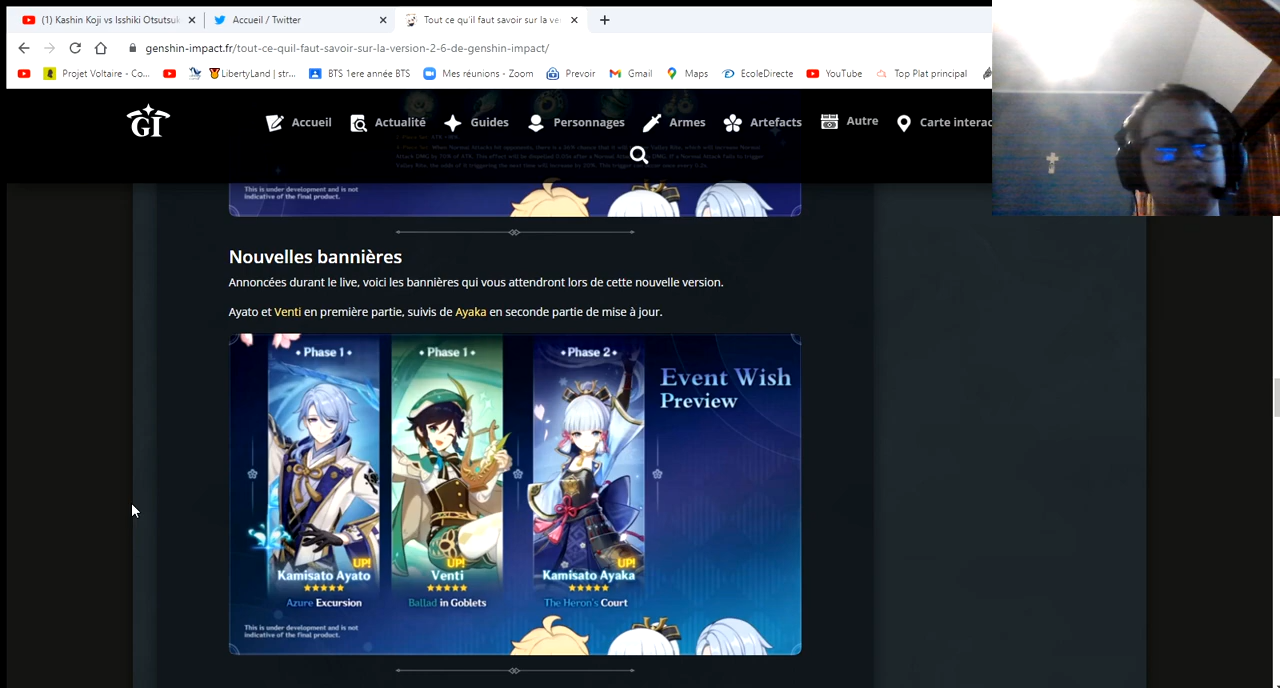 (1) Kashin Koji vs Isshiki Otsutsuk
Accueil / Twitter
Tout ce qu'il faut savoir sur la ve
genshin-impact.fr/tout-ce-quil-faut-savoir-sur-la-version-2-6-de-genshin-impact/
Projet Voltaire - Co...
LibertyLand | str...
BTS 1ere année BTS
Mes réunions - Zoom
Prevoir
Gmail
Maps
EcoleDirecte
YouTube
Top Plat principal
GI
Accueil
Actualité
Guides
Personnages
Armes
Artefacts
Autre
Carte interac
This is under development and is not
indicative of the final product.
Nouvelles bannières
Annoncées durant le live, voici les bannières qui vous attendront lors de cette nouvelle version.
Ayato et Venti en première partie, suivis de Ayaka en seconde partie de mise à jour.
Phase 1
Phase 1
Phase 2
Event Wish
Preview
UP!
Kamisato Ayato
Azure Excursion
UP!
Venti
Ballad in Goblets
UP!
Kamisato Ayaka
The Heron's Court
This is under development and is not
indicative of the final product.